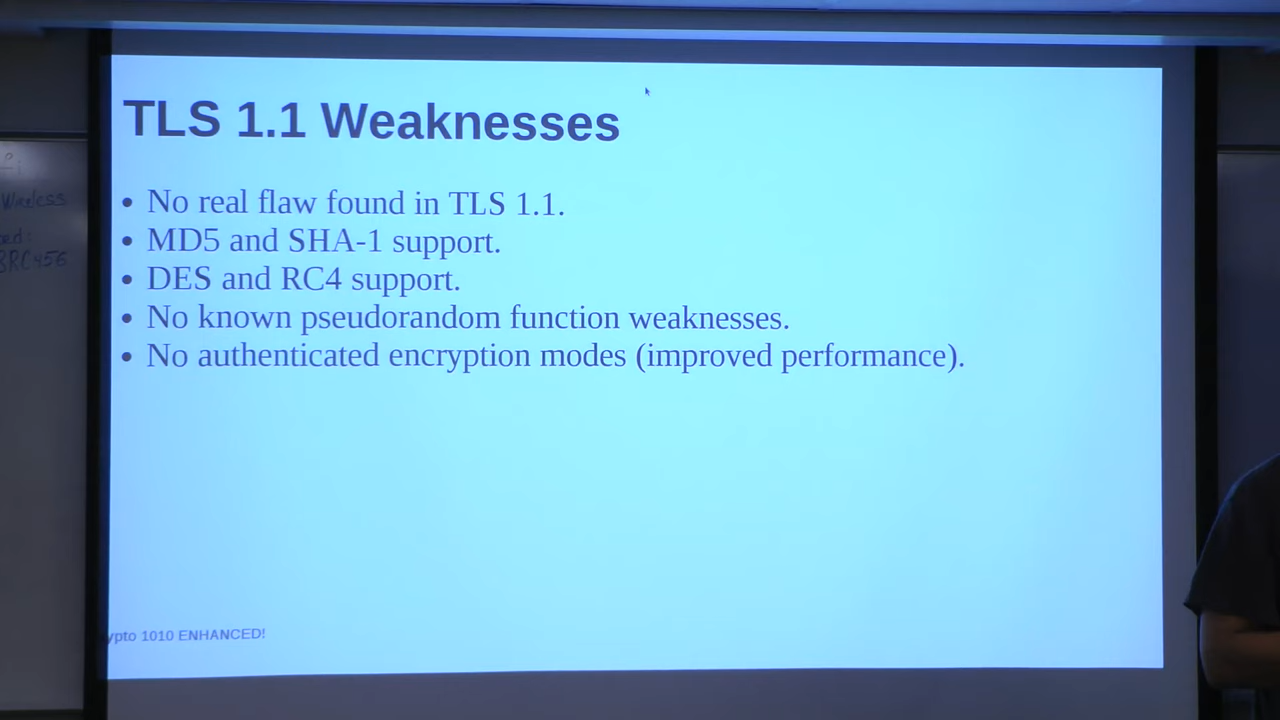 TLS 1.1 Weaknesses
• No real flaw found in TLS 1.1.
• MD5 and SHA-1 support.
• DES and RC4 support.
• No known pseudorandom function weaknesses.
• No authenticated encryption modes (improved performance).
ypto 1010 ENHANCED!